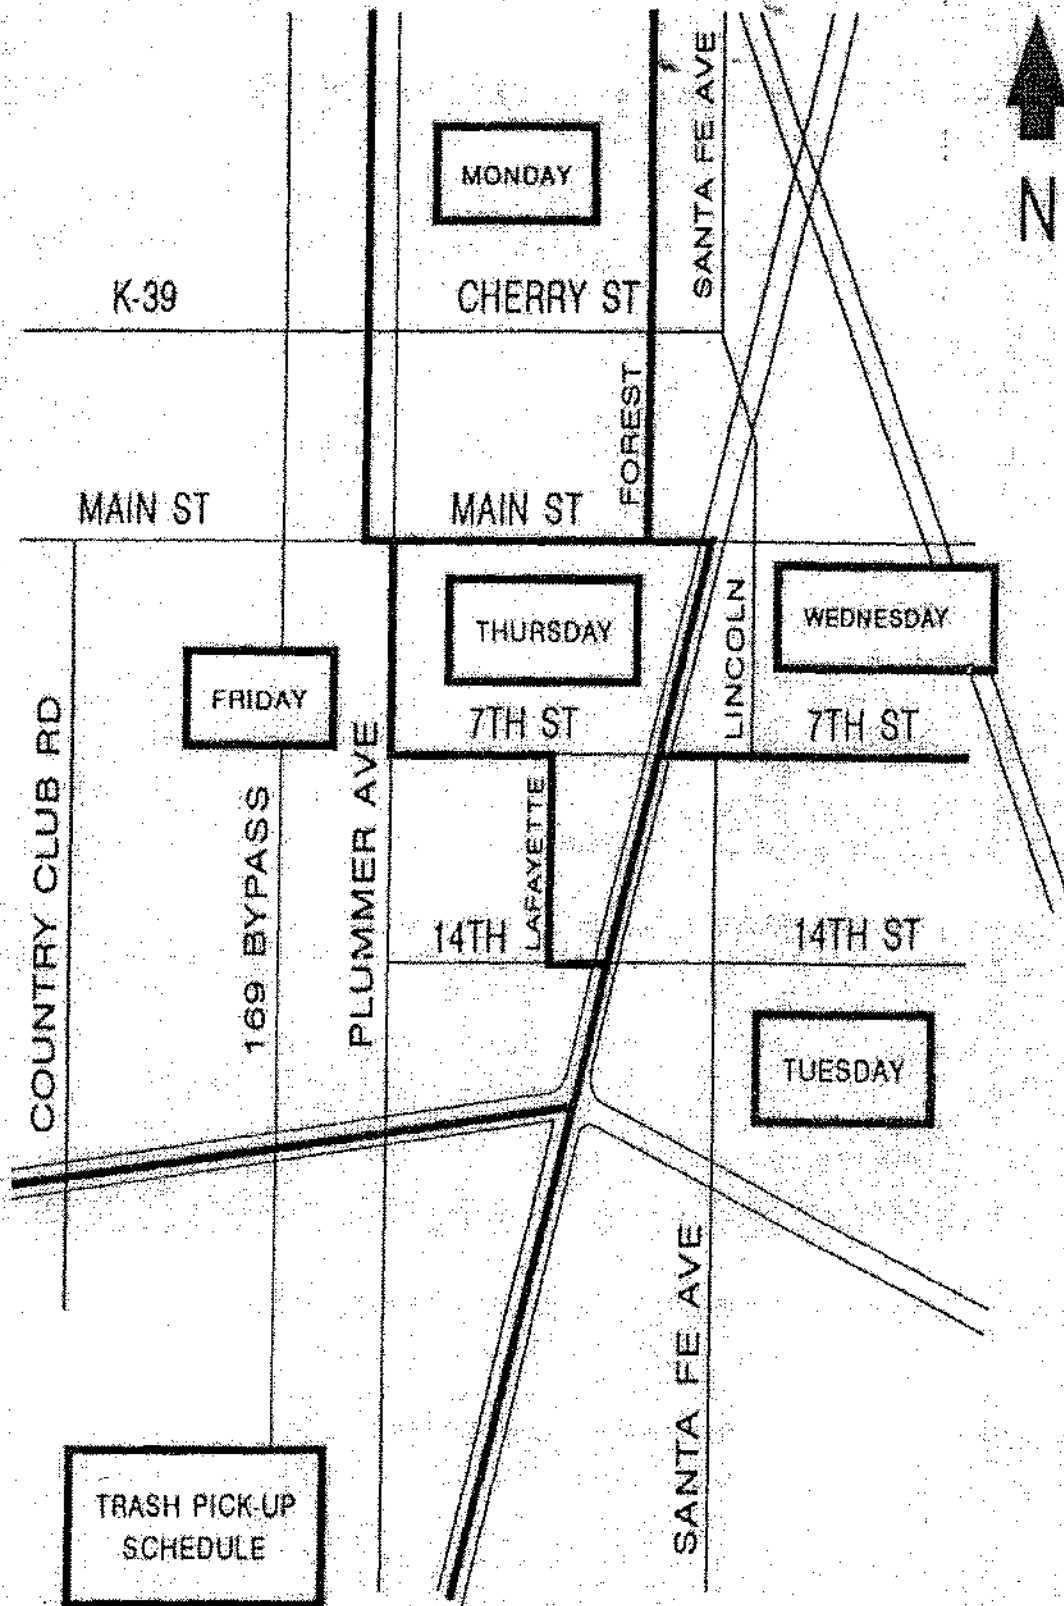 SANTA FE AVE
N
MONDAY
K-39
CHERRY ST
FOREST
MAIN ST
MAIN ST
THURSDAY
LINCOLN
WEDNESDAY
FRIDAY
7TH ST
7TH ST
COUNTRY CLUB RD
169 BYPASS
PLUMMER AVE
LAFAYETTE
14TH
14TH ST
TUESDAY
SANTA FE AVE
TRASH PICK-UP
SCHEDULE